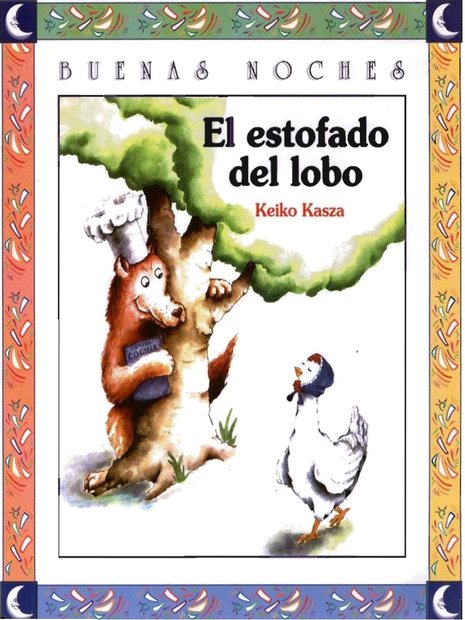 BUENAS NOCHES
El estofado
del lobo
Keiko Kasza
COCINA